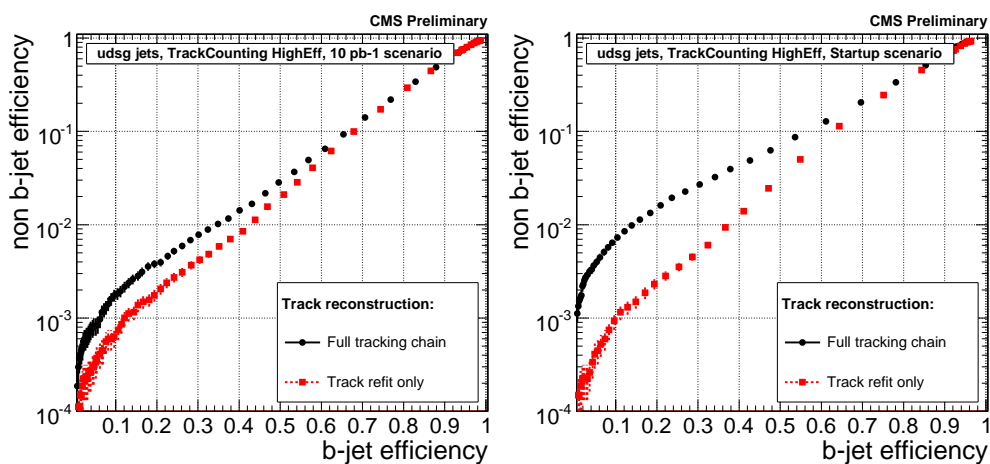 CMS Preliminary
udsg jets, TrackCounting HighEff, 10 pb-1 scenario
non b-jet efficiency
1
10-1
10-2
10-3
10-4
Track reconstruction:
Full tracking chain
Track refit only
0.1 0.2 0.3 0.4 0.5 0.6 0.7 0.8 0.9 1
b-jet efficiency
CMS Preliminary
udsg jets, TrackCounting HighEff, Startup scenario
non b-jet efficiency
1
10-1
10-2
10-3
10-4
Track reconstruction:
Full tracking chain
Track refit only
0.1 0.2 0.3 0.4 0.5 0.6 0.7 0.8 0.9 1
b-jet efficiency